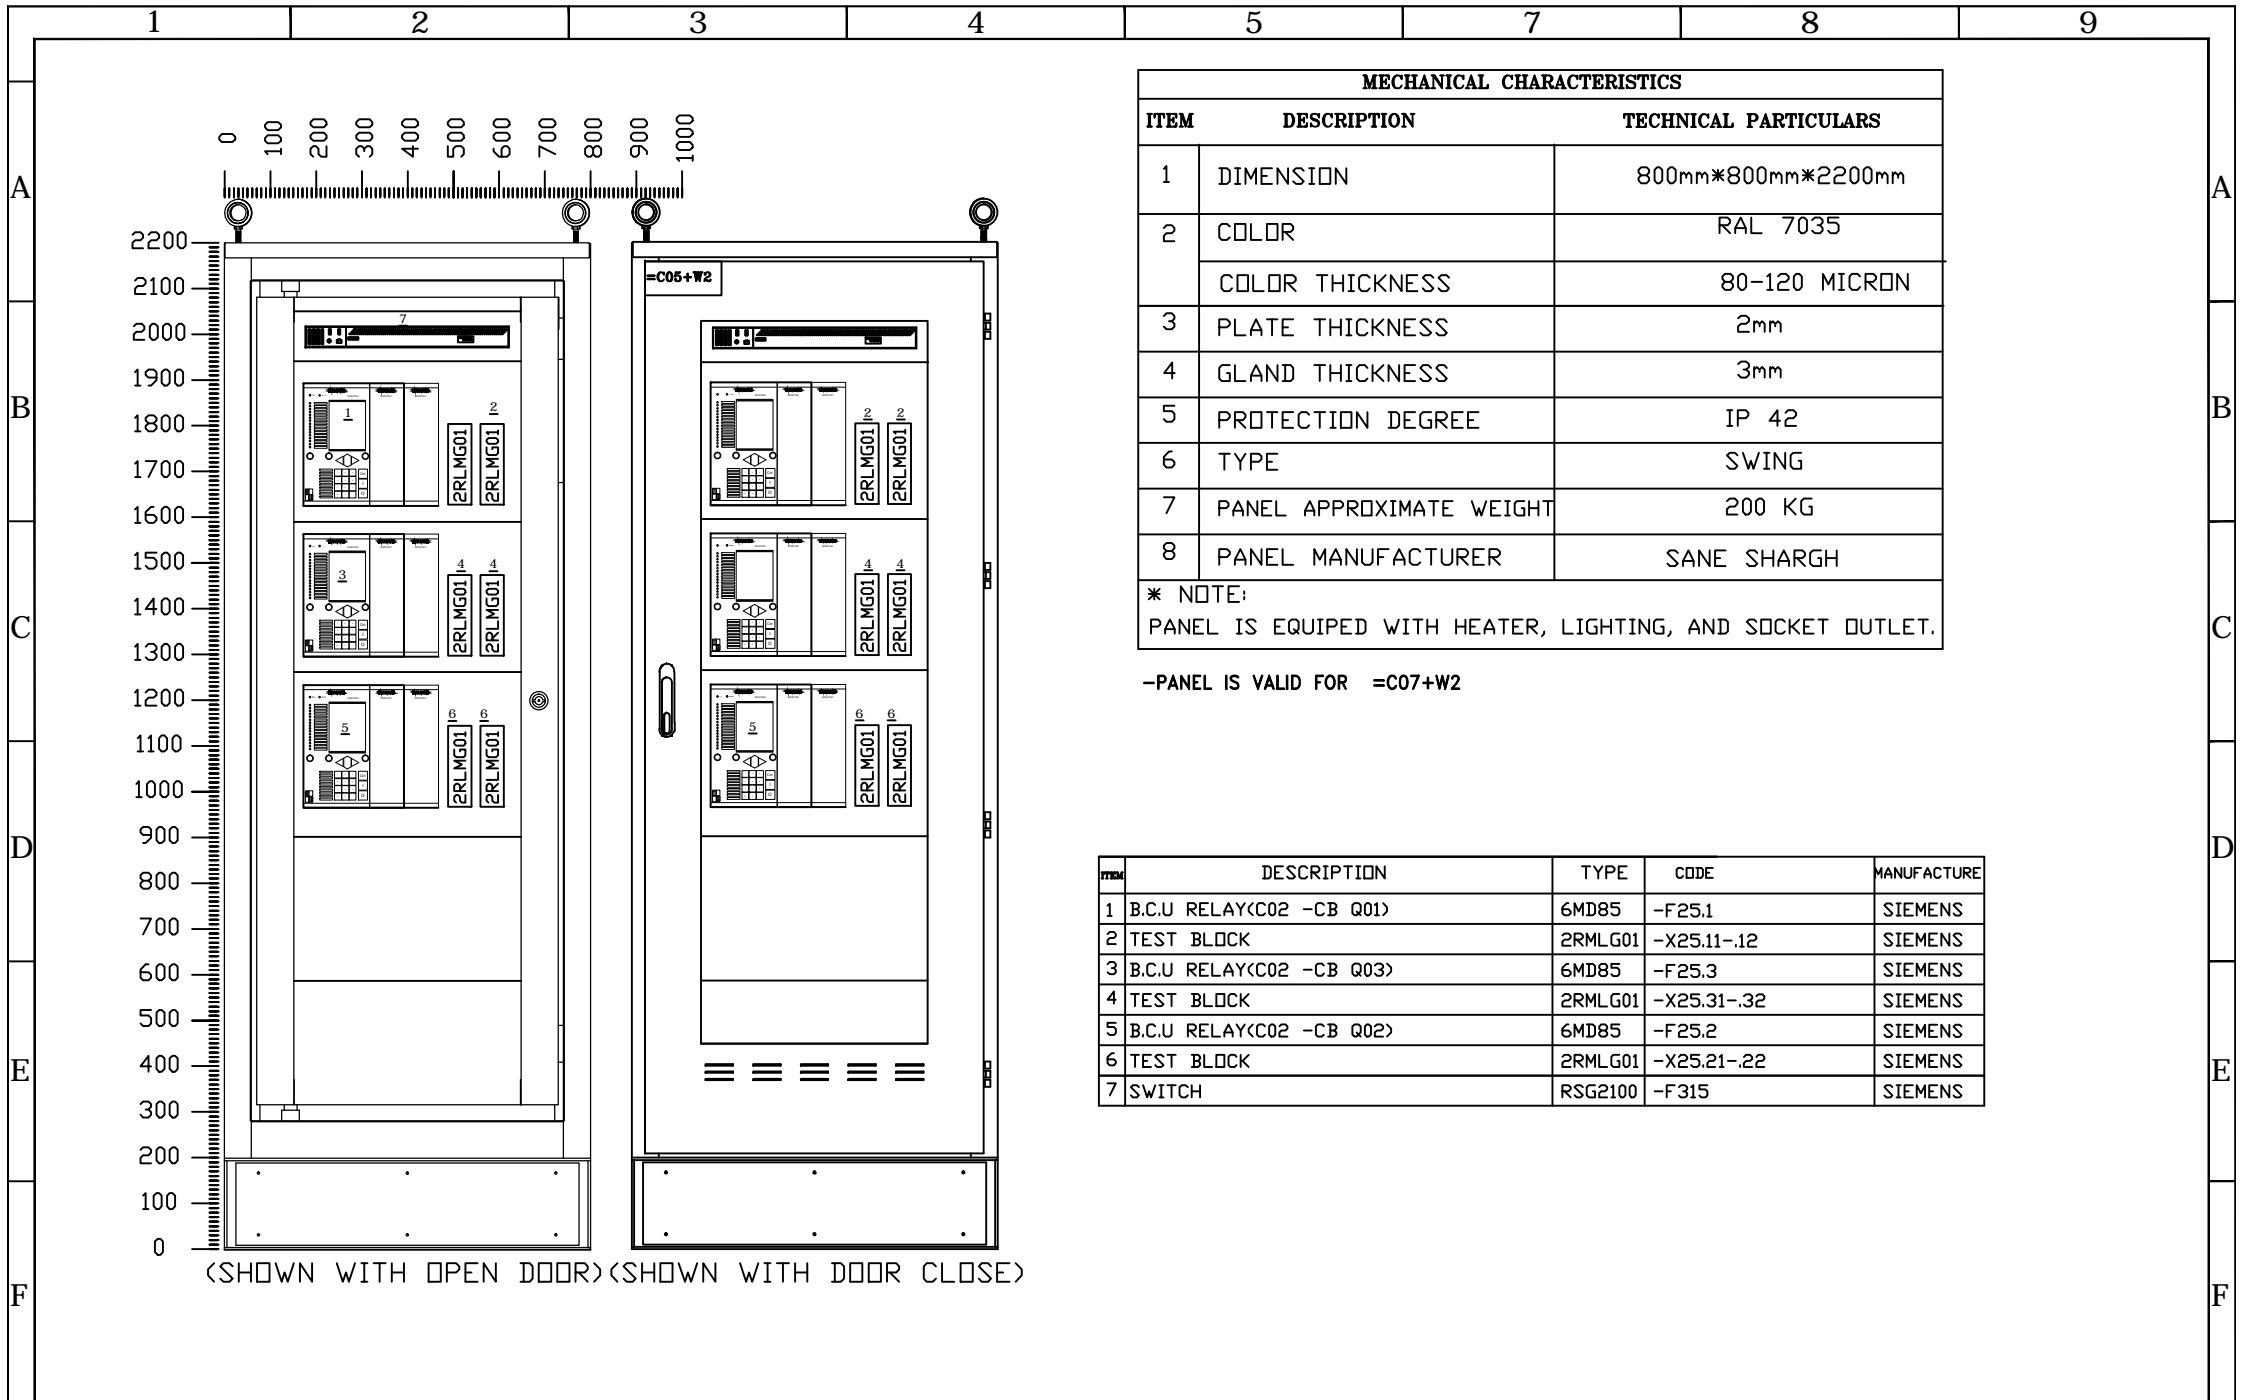 1 2 3 4 5 7 8 9
A
B
C
D
E
F
A
B
C
D
E
F
0 100 200 300 400 500 600 700 800 900 1000
2200
2100
2000
1900
1800
1700
1600
1500
1400
1300
1200
1100
1000
900
800
700
600
500
400
300
200
100
0
7
1
2
2RLMG01 2RLMG01
3
4 4
2RLMG01 2RLMG01
5
6 6
2RLMG01 2RLMG01
(SHOWN WITH OPEN DOOR)
=C05+W2
2 2
2RLMG01 2RLMG01
4 4
2RLMG01 2RLMG01
5
6 6
2RLMG01 2RLMG01
(SHOWN WITH DOOR CLOSE)
MECHANICAL CHARACTERISTICS
ITEM DESCRIPTION TECHNICAL PARTICULARS
1 DIMENSION 800mm*800mm*2200mm
2 COLOR RAL 7035
COLOR THICKNESS 80-120 MICRON
3 PLATE THICKNESS 2mm
4 GLAND THICKNESS 3mm
5 PROTECTION DEGREE IP 42
6 TYPE SWING
7 PANEL APPROXIMATE WEIGHT 200 KG
8 PANEL MANUFACTURER SANE SHARGH
* NOTE:
PANEL IS EQUIPED WITH HEATER, LIGHTING, AND SOCKET OUTLET.
-PANEL IS VALID FOR =C07+W2
ITEM DESCRIPTION TYPE CODE MANUFACTURE
1 B.C.U RELAY(C02 -CB Q01) 6MD85 -F25.1 SIEMENS
2 TEST BLOCK 2RMLG01 -X25.11-.12 SIEMENS
3 B.C.U RELAY(C02 -CB Q03) 6MD85 -F25.3 SIEMENS
4 TEST BLOCK 2RMLG01 -X25.31-.32 SIEMENS
5 B.C.U RELAY(C02 -CB Q02) 6MD85 -F25.2 SIEMENS
6 TEST BLOCK 2RMLG01 -X25.21-.22 SIEMENS
7 SWITCH RSG2100 -F315 SIEMENS